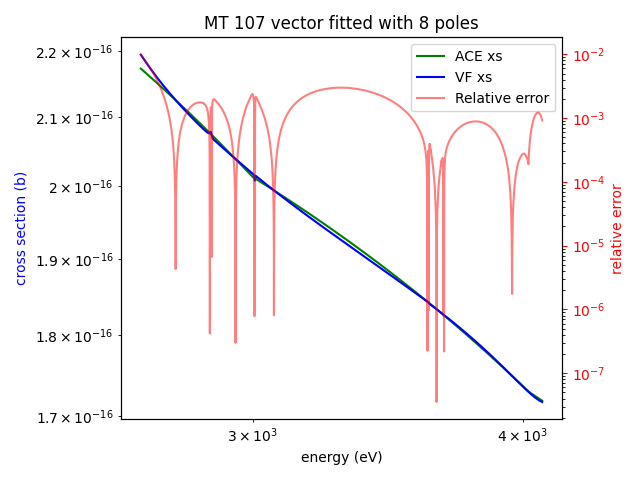 MT 107 vector fitted with 8 poles
ACE xs
VF xs
Relative error
2.2 × 10⁻¹⁶
2.1 × 10⁻¹⁶
2 × 10⁻¹⁶
1.9 × 10⁻¹⁶
1.8 × 10⁻¹⁶
1.7 × 10⁻¹⁶
cross section (b)
10⁻²
10⁻³
10⁻⁴
10⁻⁵
10⁻⁶
10⁻⁷
relative error
3 × 10³
4 × 10³
energy (eV)